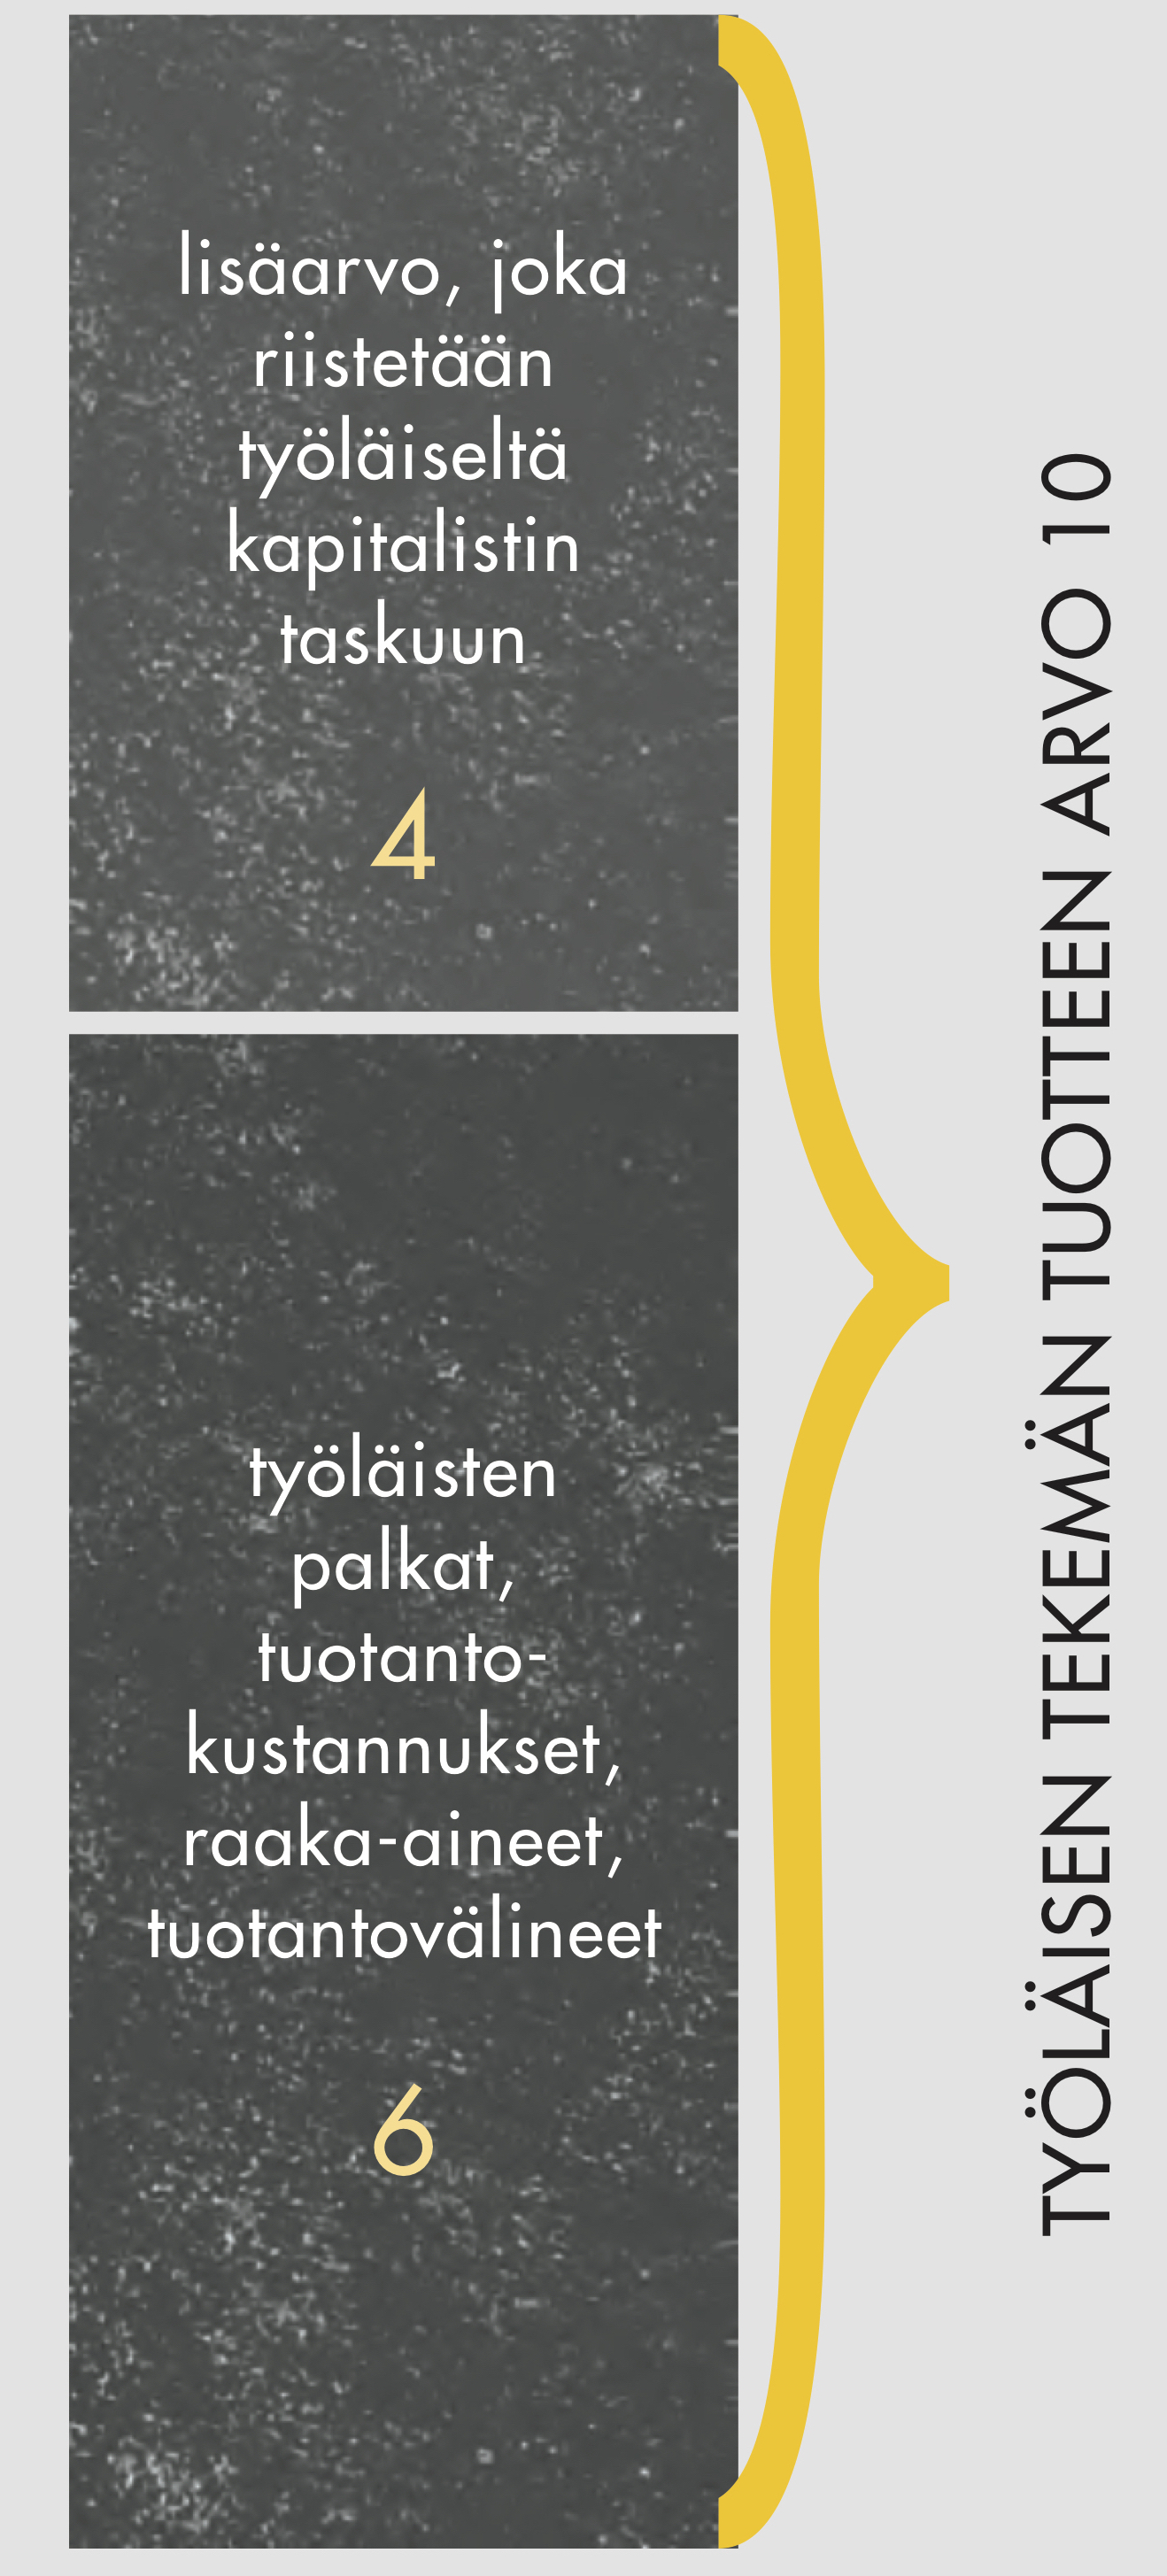 lisäarvo, joka
riistetään
työläiseltä
kapitalistin
taskuun
4
työläisten
palkat,
tuotanto-
kustannukset,
raaka-aineet,
tuotantovälineet
6
TYÖLÄISEN TEKEMÄN TUOTTEEN ARVO 10